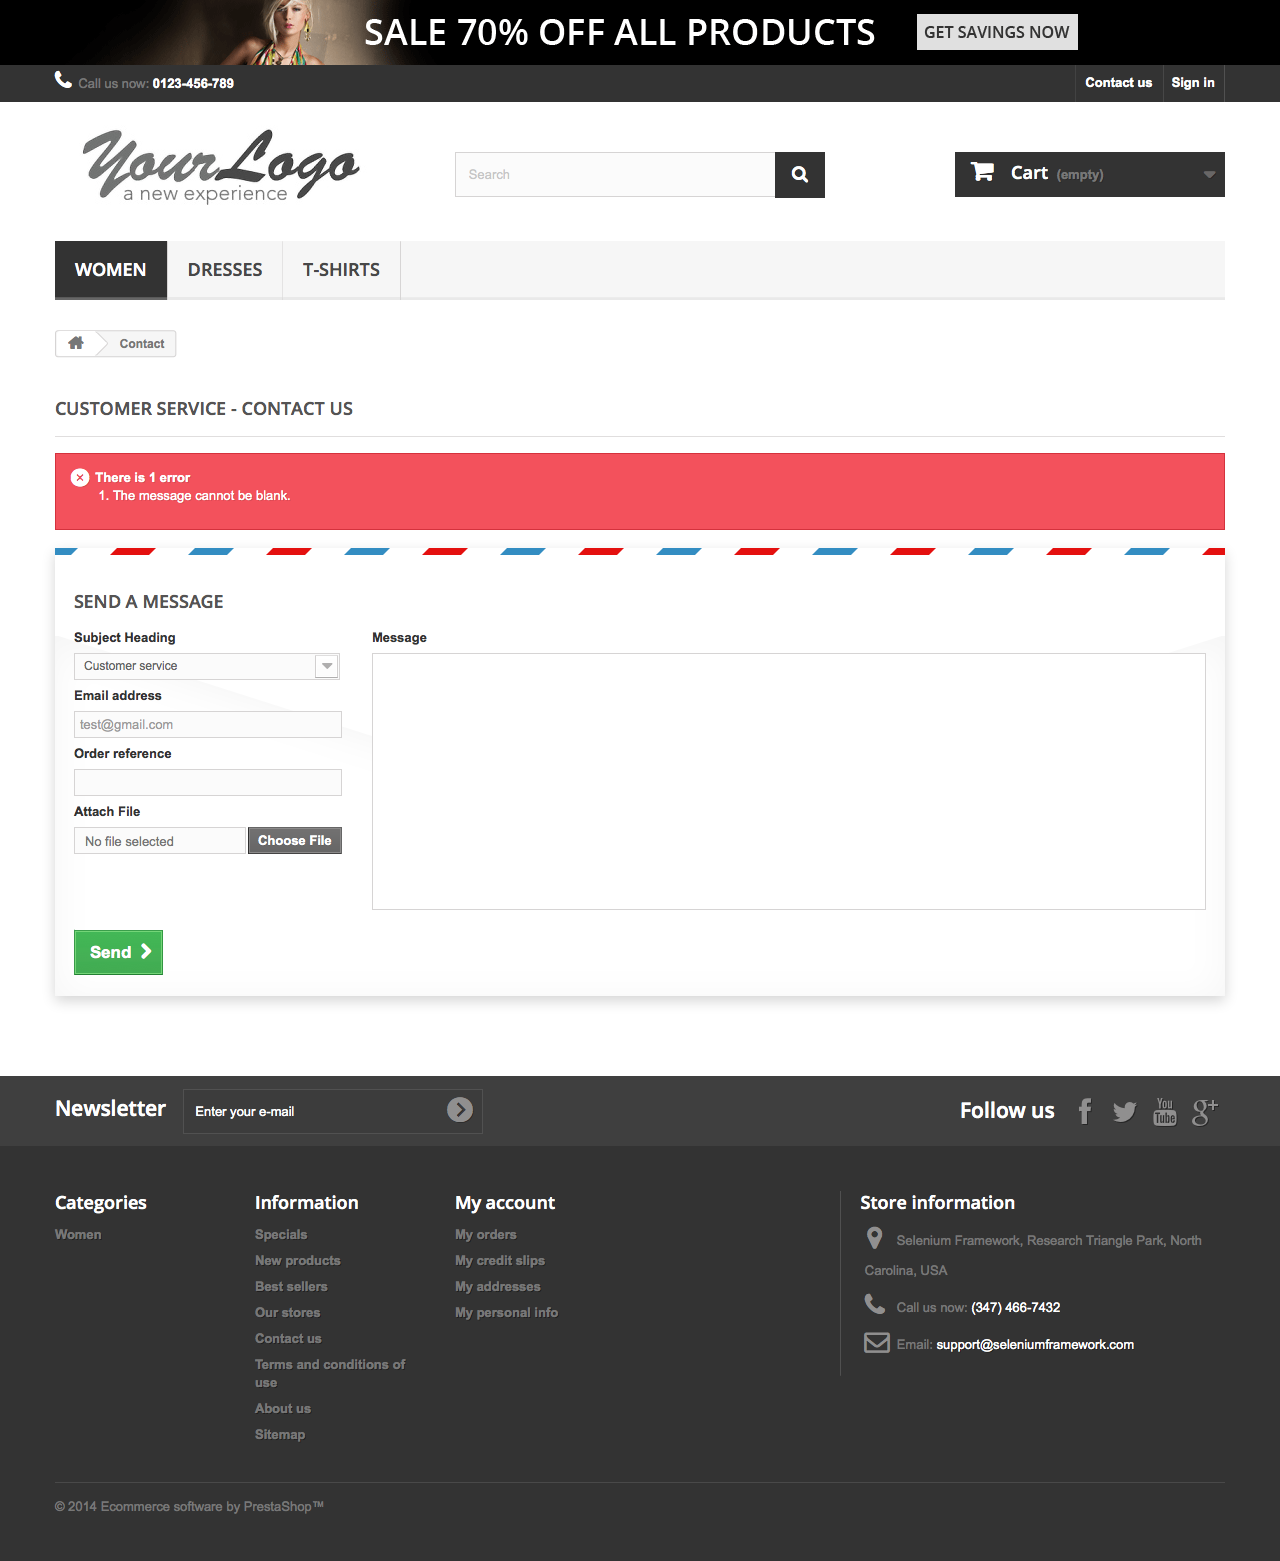 SALE 70% OFF ALL PRODUCTS
GET SAVINGS NOW
Call us now: 0123-456-789
Contact us
Sign in
YourLogo
a new experience
Search
Cart (empty)
WOMEN
DRESSES
T-SHIRTS
Contact
CUSTOMER SERVICE - CONTACT US
There is 1 error
1. The message cannot be blank.
SEND A MESSAGE
Subject Heading
Customer service
Email address
test@gmail.com
Order reference
Attach File
No file selected
Choose File
Message
Send
Newsletter
Enter your e-mail
Follow us
You
Tube
g+
Categories
Women
Information
Specials
New products
Best sellers
Our stores
Contact us
Terms and conditions of
use
About us
Sitemap
My account
My orders
My credit slips
My addresses
My personal info
Store information
Selenium Framework, Research Triangle Park, North
Carolina, USA
Call us now: (347) 466-7432
Email: support@seleniumframework.com
© 2014 Ecommerce software by PrestaShop™